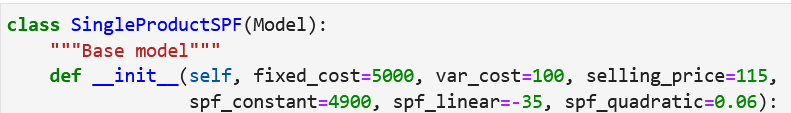 class SingleProductSPF(Model):
    """Base model"""
    def __init__(self, fixed_cost=5000, var_cost=100, selling_price=115,
                 spf_constant=4900, spf_linear=-35, spf_quadratic=0.06):